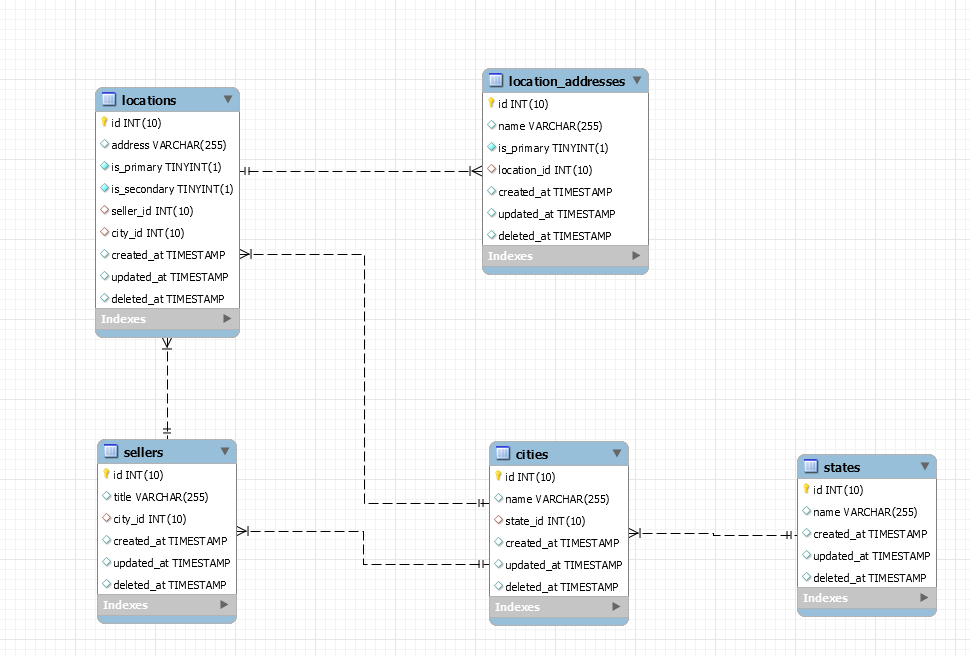 locations
id INT(10)
address VARCHAR(255)
is_primary TINYINT(1)
is_secondary TINYINT(1)
seller_id INT(10)
city_id INT(10)
created_at TIMESTAMP
updated_at TIMESTAMP
deleted_at TIMESTAMP
Indexes
location_addresses
id INT(10)
name VARCHAR(255)
is_primary TINYINT(1)
location_id INT(10)
created_at TIMESTAMP
updated_at TIMESTAMP
deleted_at TIMESTAMP
Indexes
sellers
id INT(10)
title VARCHAR(255)
city_id INT(10)
created_at TIMESTAMP
updated_at TIMESTAMP
deleted_at TIMESTAMP
Indexes
cities
id INT(10)
name VARCHAR(255)
state_id INT(10)
created_at TIMESTAMP
updated_at TIMESTAMP
deleted_at TIMESTAMP
Indexes
states
id INT(10)
name VARCHAR(255)
created_at TIMESTAMP
updated_at TIMESTAMP
deleted_at TIMESTAMP
Indexes